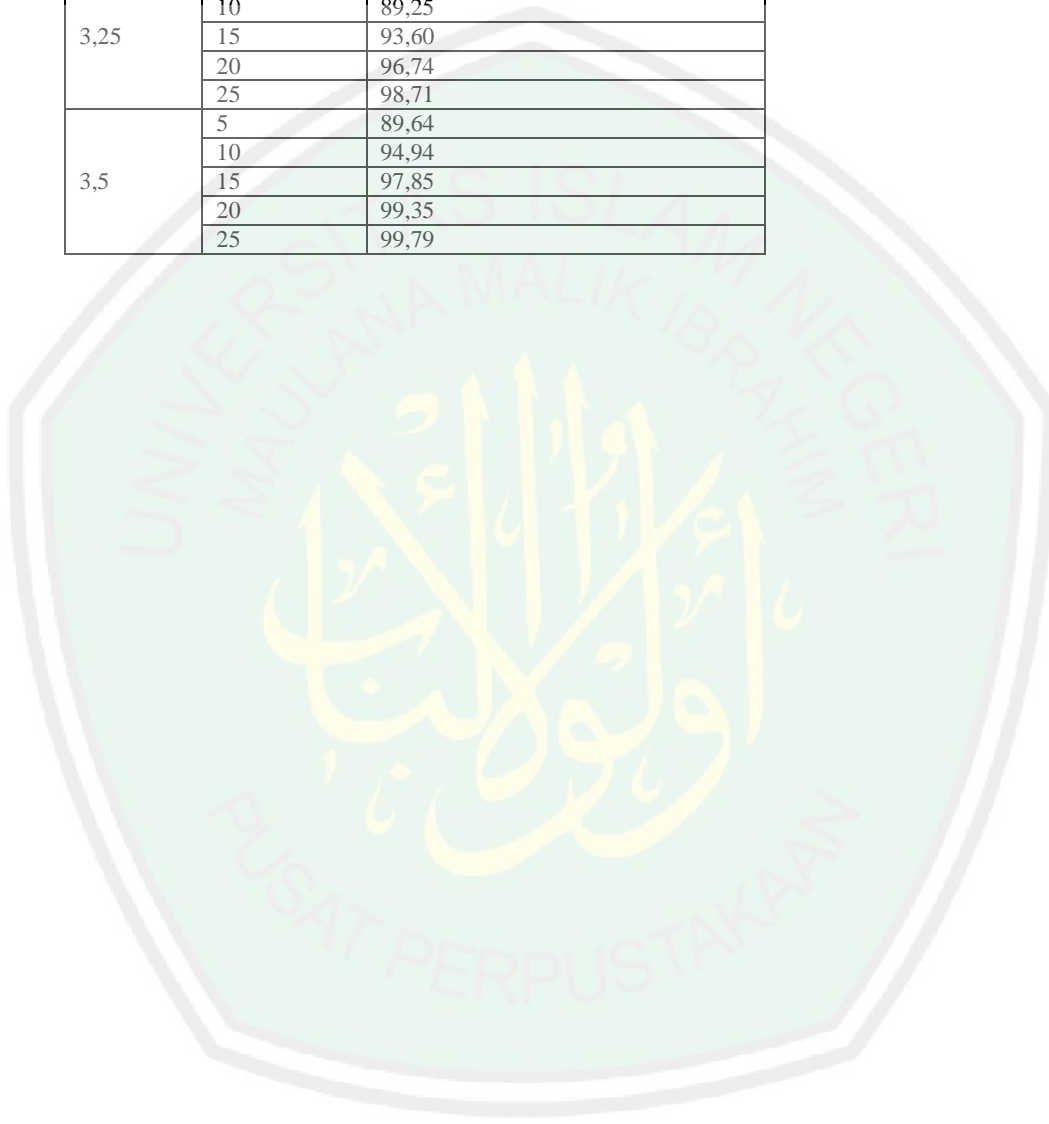 10 89,25
3,25 15 93,60
20 96,74
25 98,71
5 89,64
10 94,94
3,5 15 97,85
20 99,35
25 99,79
UNIVERSITAS ISLAM NEGERI
MAULANA MALIK IBRAHIM
أولوا الألباب
PUSAT PERPUSTAKAAN